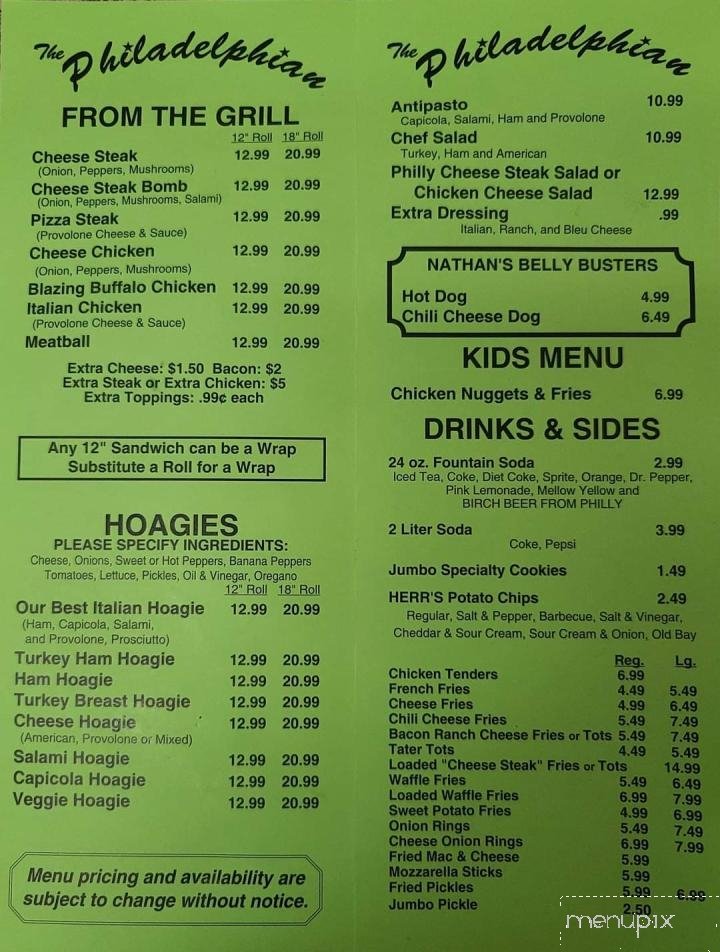 The Philadelphian
FROM THE GRILL
12" Roll 18" Roll
Cheese Steak 12.99 20.99
(Onion, Peppers, Mushrooms)
Cheese Steak Bomb 12.99 20.99
(Onion, Peppers, Mushrooms, Salami)
Pizza Steak 12.99 20.99
(Provolone Cheese & Sauce)
Cheese Chicken 12.99 20.99
(Onion, Peppers, Mushrooms)
Blazing Buffalo Chicken 12.99 20.99
Italian Chicken 12.99 20.99
(Provolone Cheese & Sauce)
Meatball 12.99 20.99
Extra Cheese: $1.50 Bacon: $2
Extra Steak or Extra Chicken: $5
Extra Toppings: .99¢ each
Any 12" Sandwich can be a Wrap
Substitute a Roll for a Wrap
HOAGIES
PLEASE SPECIFY INGREDIENTS:
Cheese, Onions, Sweet or Hot Peppers, Banana Peppers
Tomatoes, Lettuce, Pickles, Oil & Vinegar, Oregano
12" Roll 18" Roll
Our Best Italian Hoagie 12.99 20.99
(Ham, Capicola, Salami,
and Provolone, Prosciutto)
Turkey Ham Hoagie 12.99 20.99
Ham Hoagie 12.99 20.99
Turkey Breast Hoagie 12.99 20.99
Cheese Hoagie 12.99 20.99
(American, Provolone or Mixed)
Salami Hoagie 12.99 20.99
Capicola Hoagie 12.99 20.99
Veggie Hoagie 12.99 20.99
Menu pricing and availability are
subject to change without notice.
The Philadelphian
Antipasto 10.99
Capicola, Salami, Ham and Provolone
Chef Salad 10.99
Turkey, Ham and American
Philly Cheese Steak Salad or
Chicken Cheese Salad 12.99
Extra Dressing .99
Italian, Ranch, and Bleu Cheese
NATHAN'S BELLY BUSTERS
Hot Dog 4.99
Chili Cheese Dog 6.49
KIDS MENU
Chicken Nuggets & Fries 6.99
DRINKS & SIDES
24 oz. Fountain Soda 2.99
Iced Tea, Coke, Diet Coke, Sprite, Orange, Dr. Pepper,
Pink Lemonade, Mellow Yellow and
BIRCH BEER FROM PHILLY
2 Liter Soda 3.99
Coke, Pepsi
Jumbo Specialty Cookies 1.49
HERR'S Potato Chips 2.49
Regular, Salt & Pepper, Barbecue, Salt & Vinegar,
Cheddar & Sour Cream, Sour Cream & Onion, Old Bay
Reg. Lg.
Chicken Tenders 6.99
French Fries 4.49 5.49
Cheese Fries 4.99 6.49
Chili Cheese Fries 5.49 7.49
Bacon Ranch Cheese Fries or Tots 5.49 7.49
Tater Tots 4.49 5.49
Loaded "Cheese Steak" Fries or Tots 14.99
Waffle Fries 5.49 6.49
Loaded Waffle Fries 6.99 7.99
Sweet Potato Fries 4.99 6.99
Onion Rings 5.49 7.49
Cheese Onion Rings 6.99 7.99
Fried Mac & Cheese 5.99
Mozzarella Sticks 5.99
Fried Pickles 5.99 6.99
Jumbo Pickle 2.50
menupix